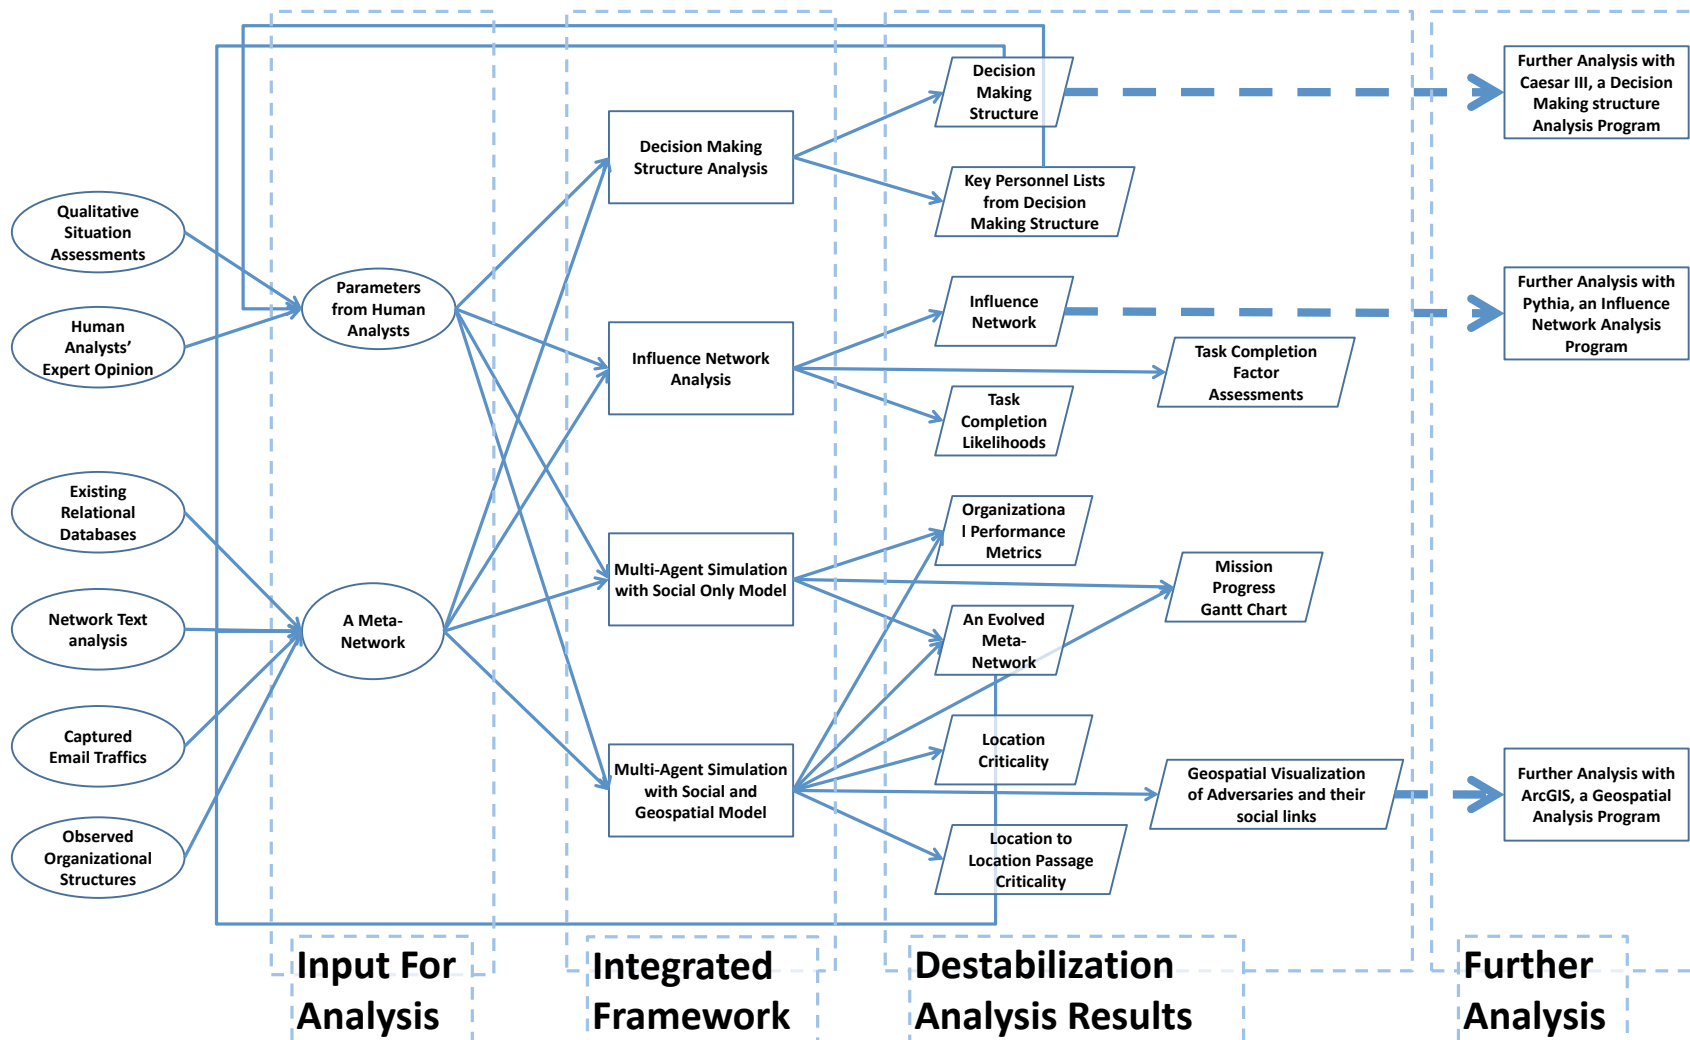 Qualitative
Situation
Assessments
Human
Analysts’
Expert Opinion
Existing
Relational
Databases
Network Text
analysis
Captured
Email Traffics
Observed
Organizational
Structures
Parameters
from Human
Analysts
A Meta-
Network
Decision Making
Structure Analysis
Influence Network
Analysis
Multi-Agent Simulation
with Social Only Model
Multi-Agent Simulation
with Social and
Geospatial Model
Decision
Making
Structure
Key Personnel Lists
from Decision
Making Structure
Influence
Network
Task Completion
Factor
Assessments
Task
Completion
Likelihoods
Organizationa
l Performance
Metrics
Mission
Progress
Gantt Chart
An Evolved
Meta-
Network
Location
Criticality
Geospatial Visualization
of Adversaries and their
social links
Location to
Location Passage
Criticality
Further Analysis with
Caesar III, a Decision
Making structure
Analysis Program
Further Analysis with
Pythia, an Influence
Network Analysis
Program
Further Analysis with
ArcGIS, a Geospatial
Analysis Program
Input For
Analysis
Integrated
Framework
Destabilization
Analysis Results
Further
Analysis